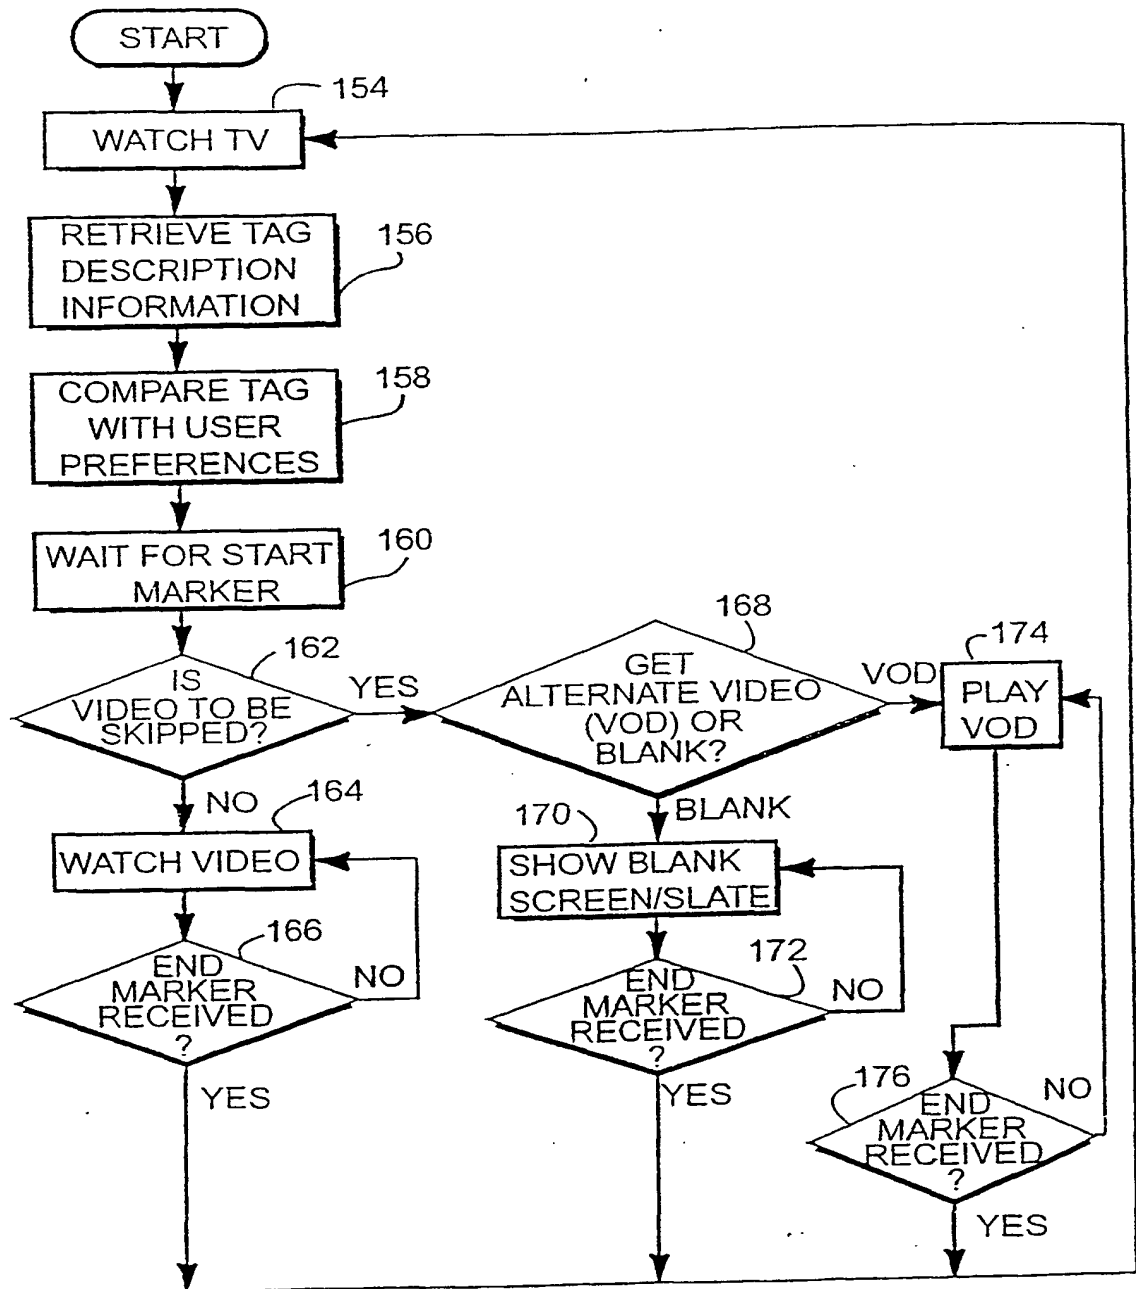 START
154
WATCH TV
RETRIEVE TAG
DESCRIPTION
INFORMATION
156
COMPARE TAG
WITH USER
PREFERENCES
158
WAIT FOR START
MARKER
160
IS
VIDEO TO BE
SKIPPED?
162
YES
GET
ALTERNATE VIDEO
(VOD) OR
BLANK?
168
VOD
174
PLAY
VOD
NO
164
WATCH VIDEO
BLANK
170
SHOW BLANK
SCREEN/SLATE
166
END
MARKER
RECEIVED
?
NO
YES
172
END
MARKER
RECEIVED
?
NO
YES
176
END
MARKER
RECEIVED
?
NO
YES